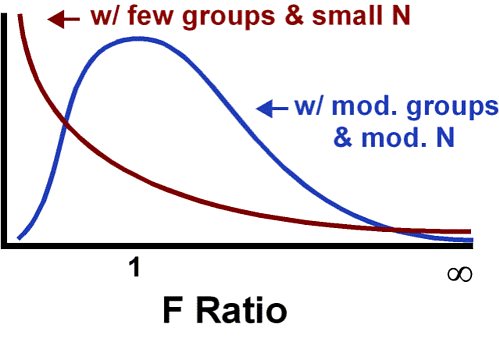 w/ few groups & small N
w/ mod. groups
& mod. N
1
∞
F Ratio